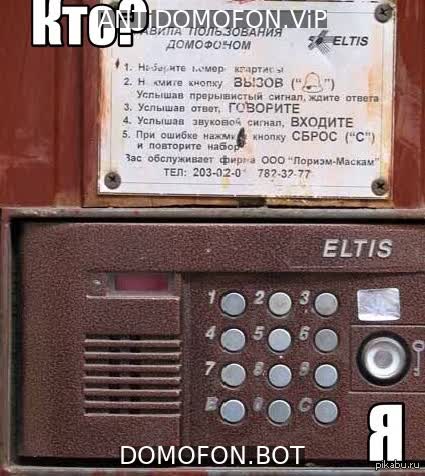 Кто?
ANTIDOMOFON.ViP
ПРАВИЛА ПОЛЬЗОВАНИЯ
ДОМОФОНОМ
ELTIS
1. Наберите номер квартиры
2. Нажмите кнопку ВЫЗОВ (" ")
Услышав прерывистый сигнал, ждите ответа
3. Услышав ответ, ГОВОРИТЕ
4. Услышав звуковой сигнал, ВХОДИТЕ
5. При ошибке нажмите кнопку СБРОС ("С")
и повторите набор
Вас обслуживает фирма ООО "Лориэм-Маскам"
ТЕЛ: 203-02-01 782-32-77
ELTIS
1 2 3
4 5 6
7 8 9
B 0 C
Я
DOMOFON.BOT
pikabu.ru